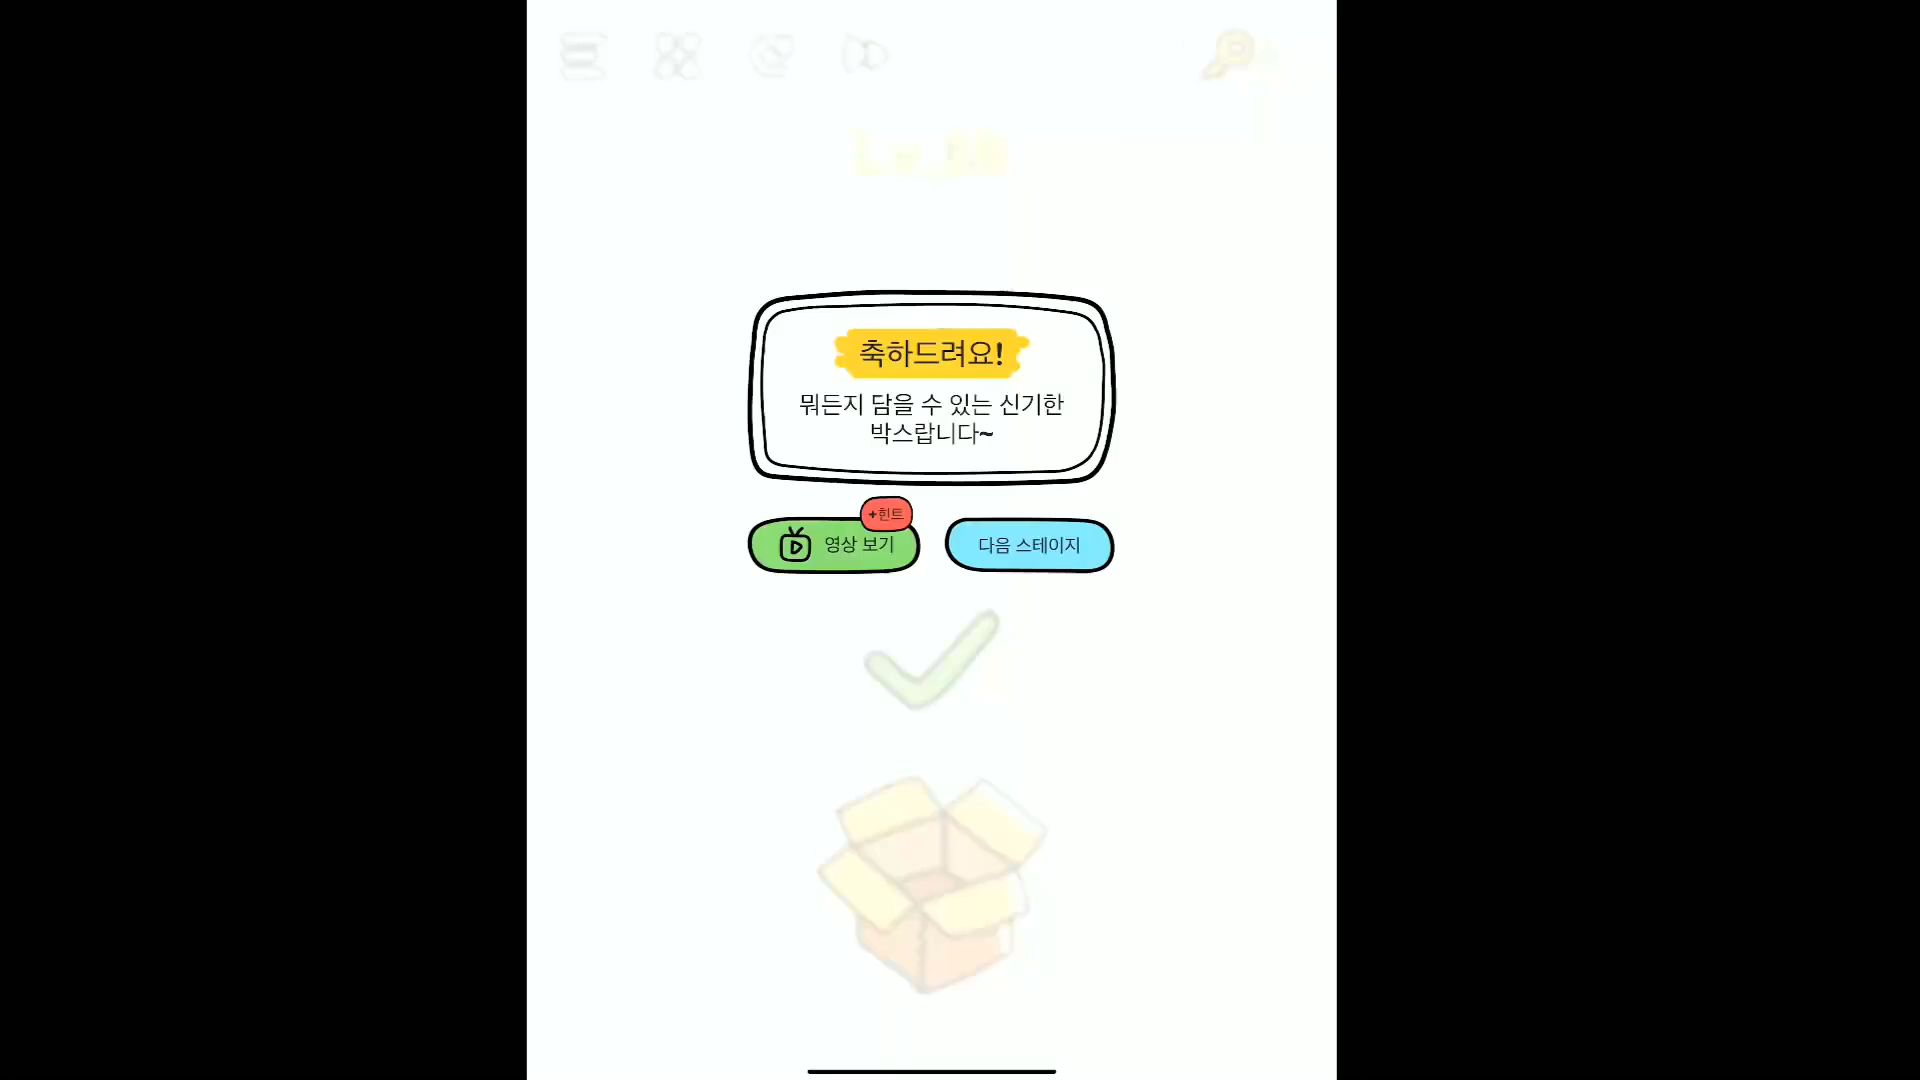 축하드려요!
뭐든지 담을 수 있는 신기한
박스랍니다~
+힌트
영상 보기
다음 스테이지